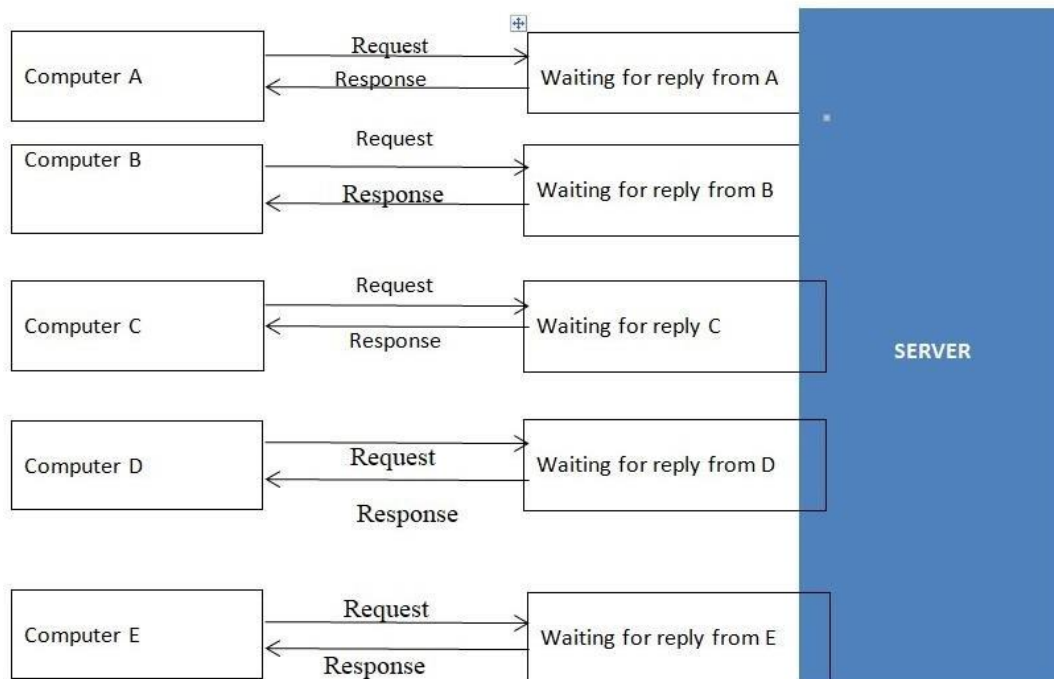 Request
Computer A
Response
Waiting for reply from A
Request
Computer B
Response
Waiting for reply from B
Request
Computer C
Response
Waiting for reply C
SERVER
Computer D
Request
Response
Waiting for reply from D
Request
Computer E
Response
Waiting for reply from E